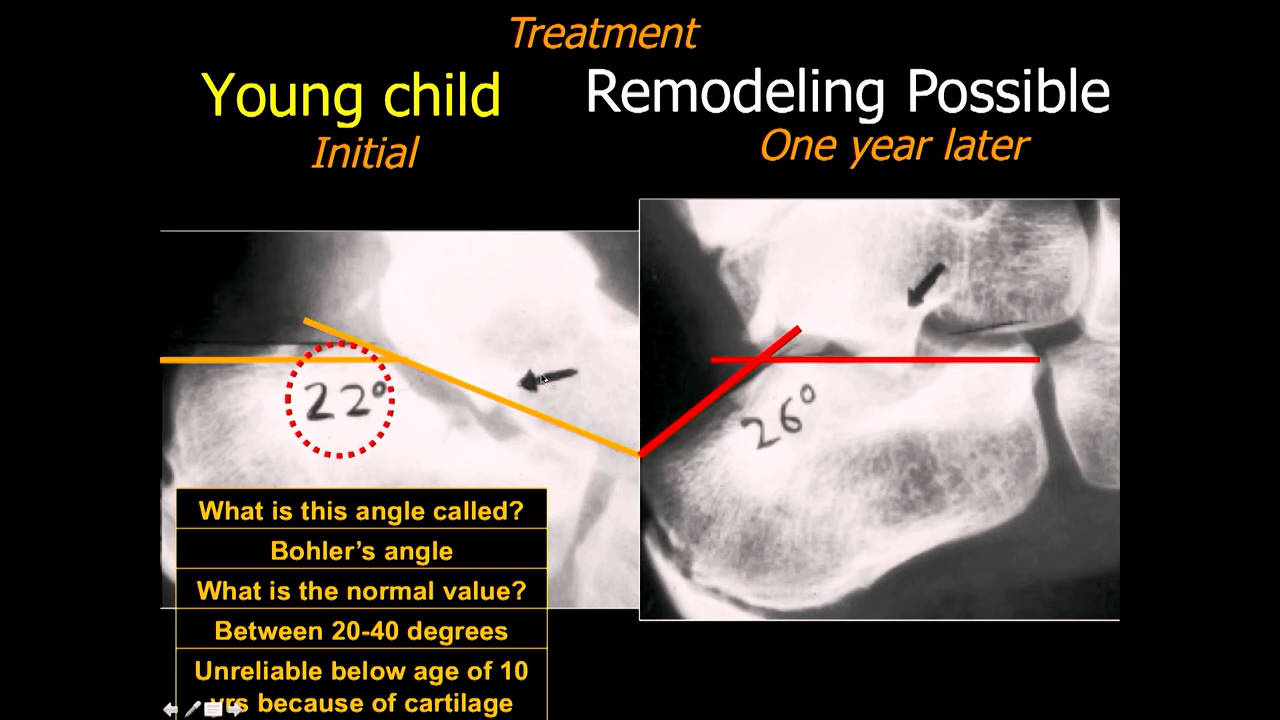 Treatment
Young child
Remodeling Possible
Initial
One year later
22°
26°
What is this angle called?
Bohler’s angle
What is the normal value?
Between 20-40 degrees
Unreliable below age of 10
yrs because of cartilage